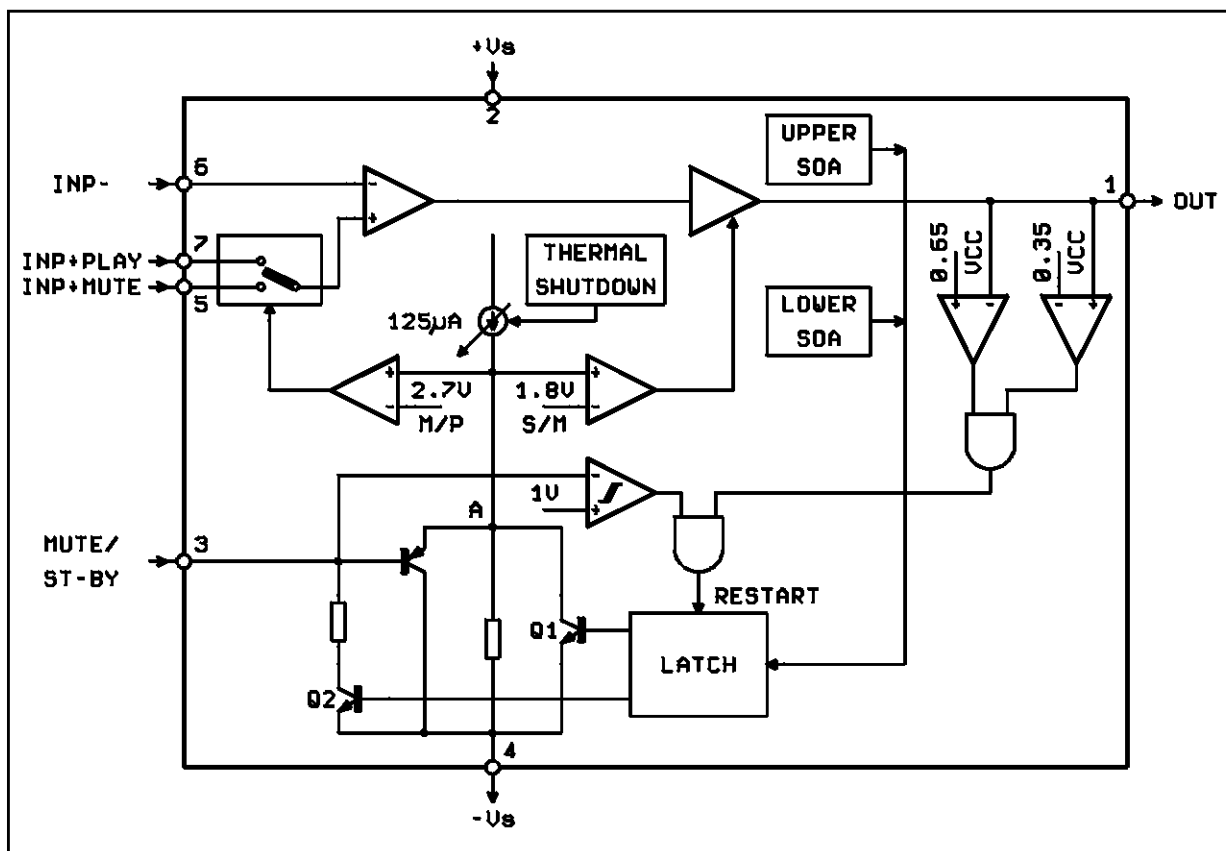 +Vs
2
UPPER
SOA
6
INP-
-
+
1
OUT
7
INP+PLAY
INP+MUTE
5
THERMAL
SHUTDOWN
0.65
VCC
0.35
VCC
+
-
-
+
125µA
LOWER
SOA
+
2.7V
-
M/P
1.8V
S/M
+
-
-
1V
+
A
MUTE/
ST-BY
3
RESTART
Q1
LATCH
Q2
4
-Vs